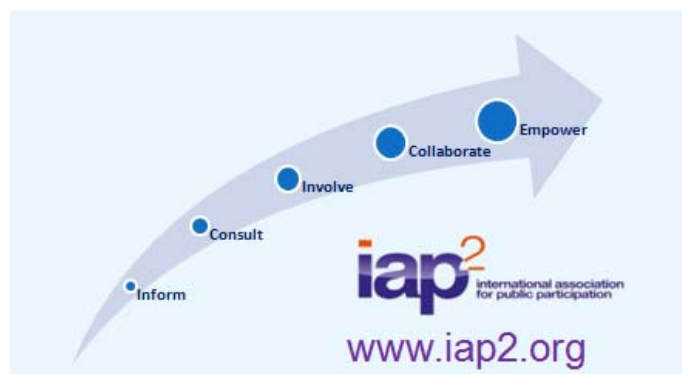 Empower
Collaborate
Involve
Consult
Inform
iap2
international association
for public participation
www.iap2.org